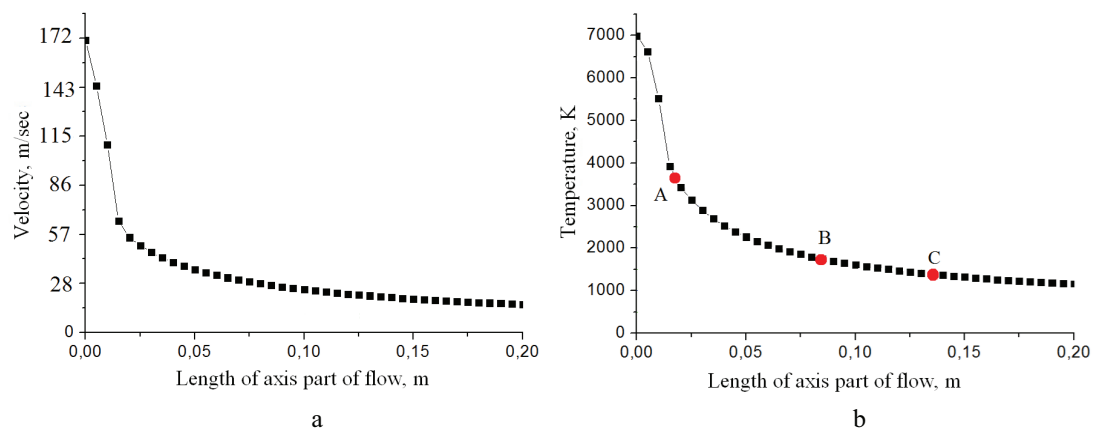 Velocity, m/sec
172
143
115
86
57
28
0
0,00 0,05 0,10 0,15 0,20
Length of axis part of flow, m
a
Temperature, K
7000
6000
5000
4000
3000
2000
1000
0
A
B
C
0,00 0,05 0,10 0,15 0,20
Length of axis part of flow, m
b